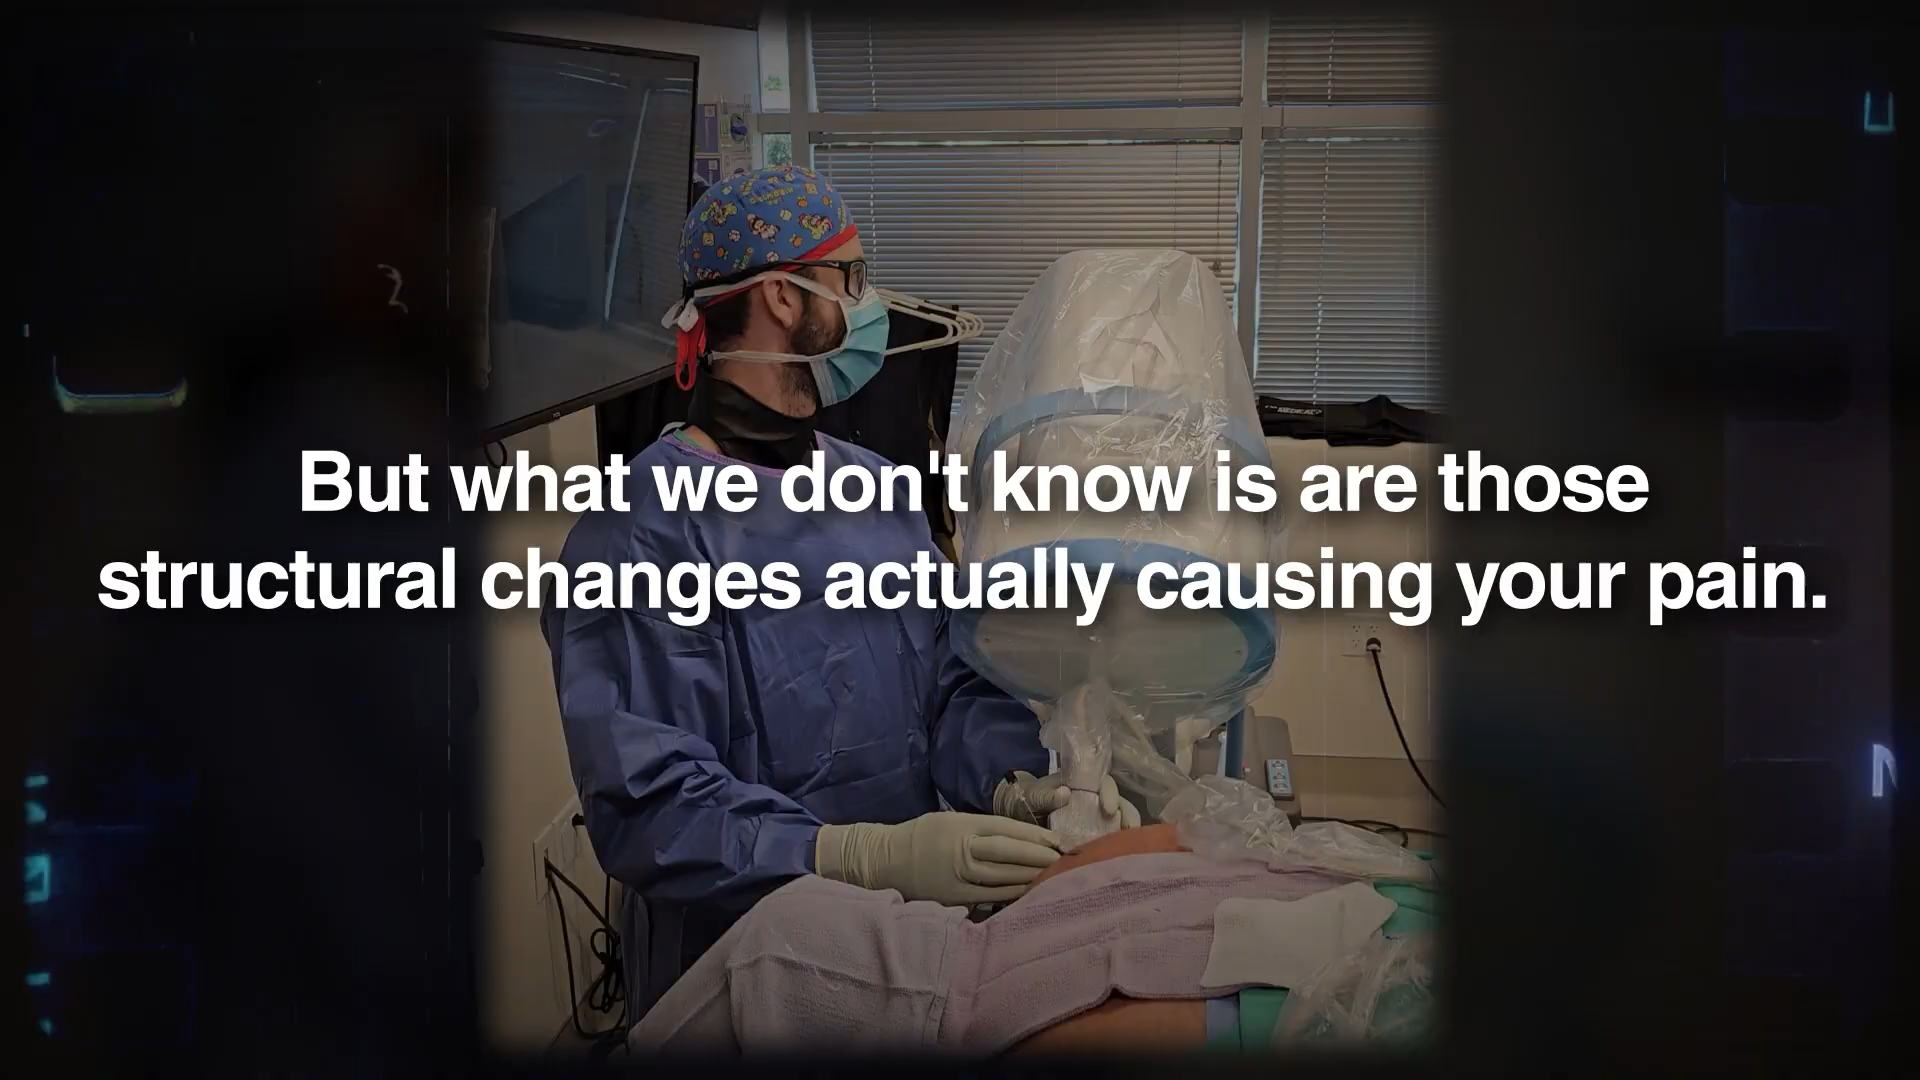 But what we don't know is are those
structural changes actually causing your pain.